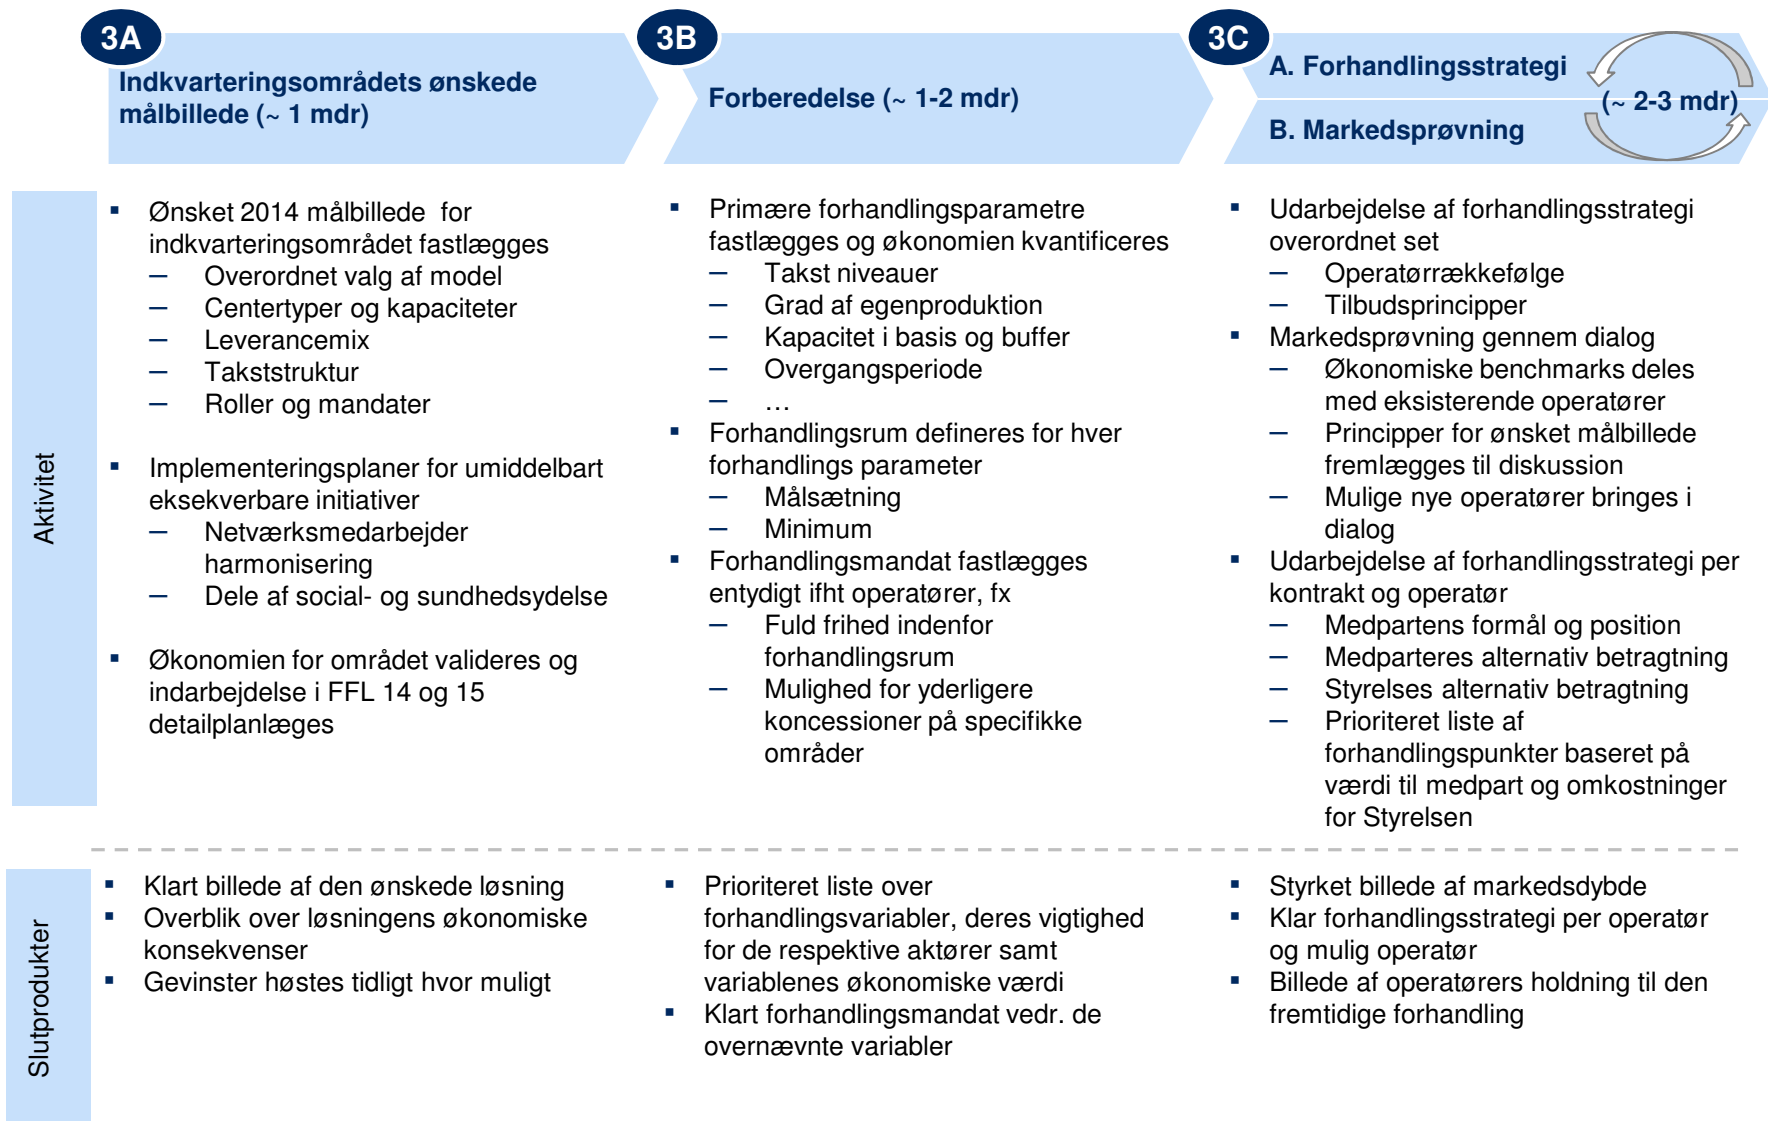 3A
Indkvarteringsområdets ønskede
målbillede (~ 1 mdr)
3B
Forberedelse (~ 1-2 mdr)
3C
A. Forhandlingsstrategi
B. Markedsprøvning
(~ 2-3 mdr)
Aktivitet
▪ Ønsket 2014 målbillede for
indkvarteringsområdet fastlægges
– Overordnet valg af model
– Centertyper og kapaciteter
– Leverancemix
– Takststruktur
– Roller og mandater
▪ Implementeringsplaner for umiddelbart
eksekverbare initiativer
– Netværksmedarbejder
harmonisering
– Dele af social- og sundhedsydelse
▪ Økonomien for området valideres og
indarbejdelse i FFL 14 og 15
detailplanlæges
▪ Primære forhandlingsparametre
fastlægges og økonomien kvantificeres
– Takst niveauer
– Grad af egenproduktion
– Kapacitet i basis og buffer
– Overgangsperiode
– …
▪ Forhandlingsrum defineres for hver
forhandlings parameter
– Målsætning
– Minimum
▪ Forhandlingsmandat fastlægges
entydigt ifht operatører, fx
– Fuld frihed indenfor
forhandlingsrum
– Mulighed for yderligere
koncessioner på specifikke
områder
▪ Udarbejdelse af forhandlingsstrategi
overordnet set
– Operatørrækkefølge
– Tilbudsprincipper
▪ Markedsprøvning gennem dialog
– Økonomiske benchmarks deles
med eksisterende operatører
– Principper for ønsket målbillede
fremlægges til diskussion
– Mulige nye operatører bringes i
dialog
▪ Udarbejdelse af forhandlingsstrategi per
kontrakt og operatør
– Medpartens formål og position
– Medparteres alternativ betragtning
– Styrelses alternativ betragtning
– Prioriteret liste af
forhandlingspunkter baseret på
værdi til medpart og omkostninger
for Styrelsen
Slutprodukter
▪ Klart billede af den ønskede løsning
▪ Overblik over løsningens økonomiske
konsekvenser
▪ Gevinster høstes tidligt hvor muligt
▪ Prioriteret liste over
forhandlingsvariabler, deres vigtighed
for de respektive aktører samt
variablenes økonomiske værdi
▪ Klart forhandlingsmandat vedr. de
overnævnte variabler
▪ Styrket billede af markedsdybde
▪ Klar forhandlingsstrategi per operatør
og mulig operatør
▪ Billede af operatørers holdning til den
fremtidige forhandling